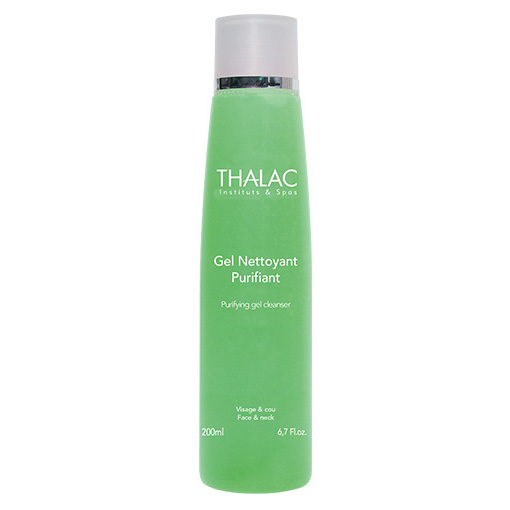 THALAC
Instituts & Spas
Gel Nettoyant
Purifiant
Purifying gel cleanser
Visage & cou
Face & neck
200ml 6,7 Fl.oz.